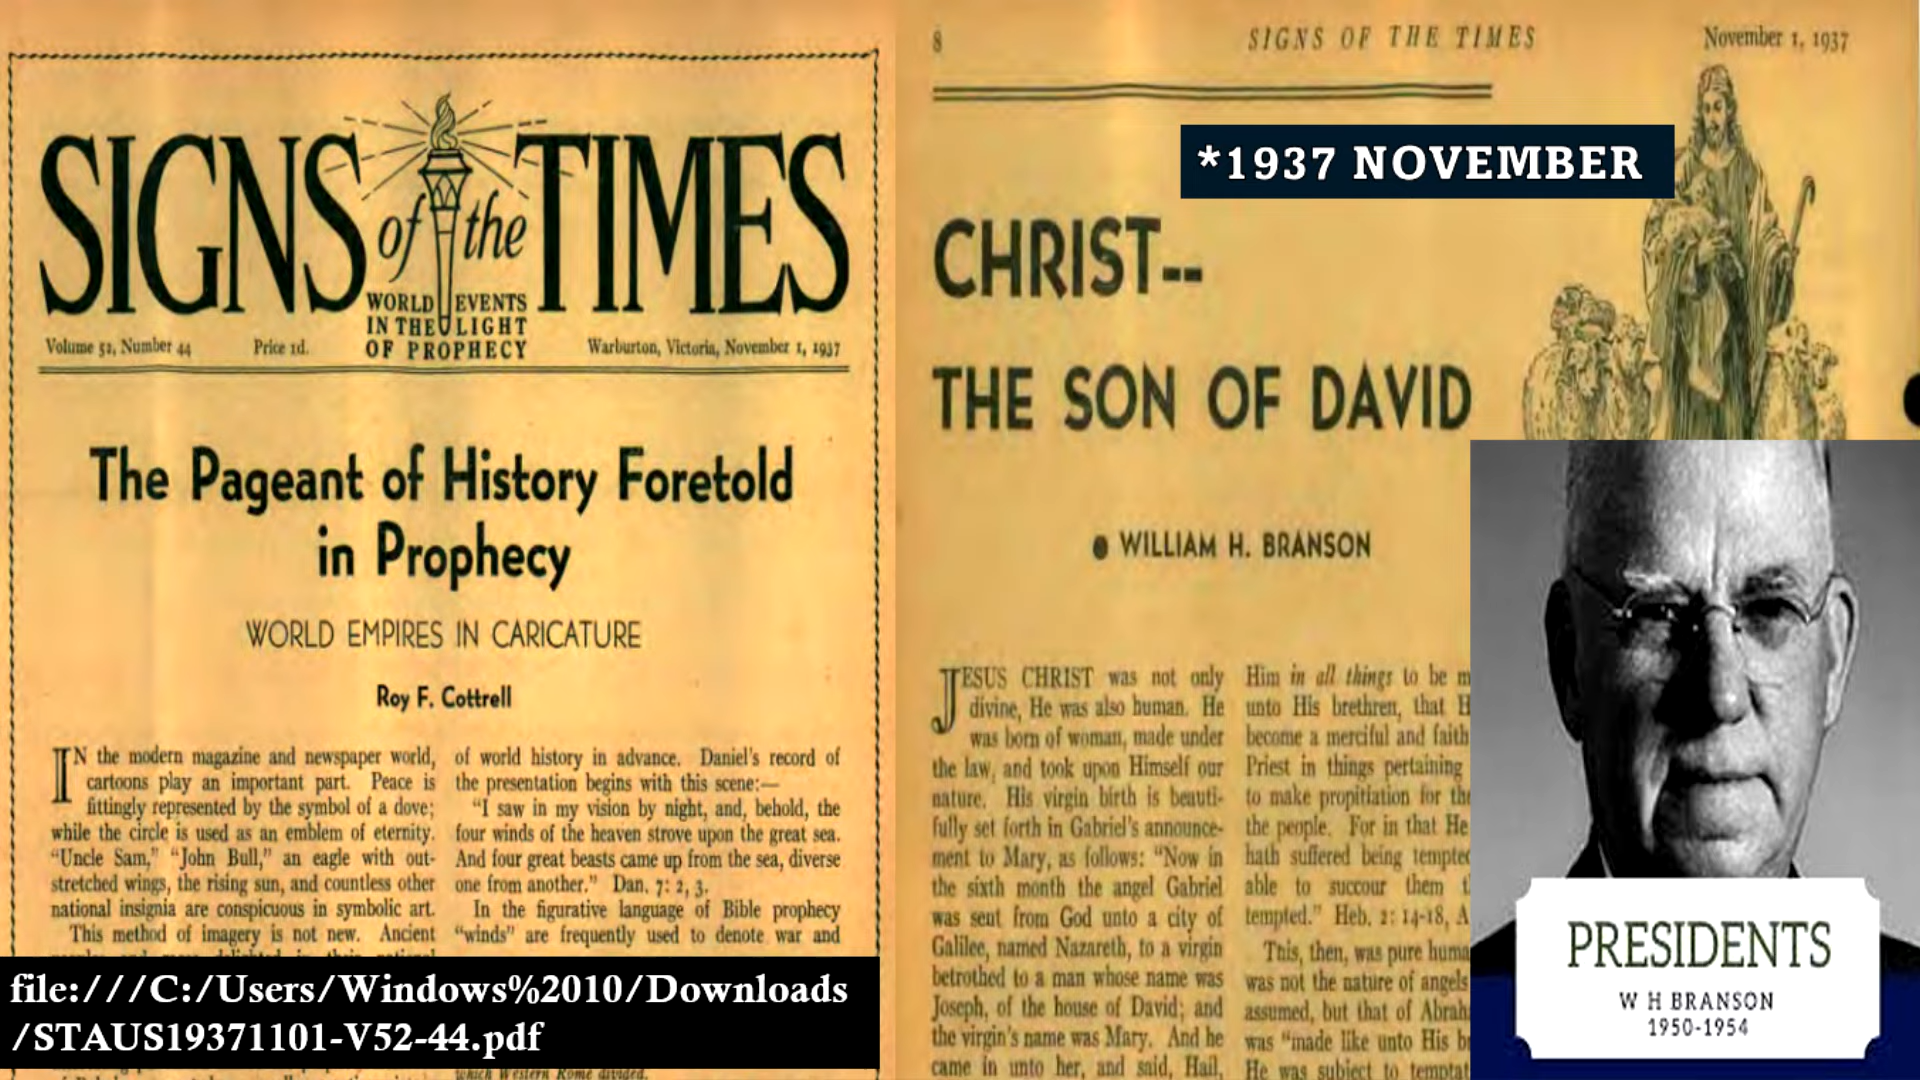 SIGNS of the TIMES
WORLD EVENTS
IN THE LIGHT
OF PROPHECY
Volume 52, Number 44
Price 1d.
Warburton, Victoria, November 1, 1937
The Pageant of History Foretold
in Prophecy
WORLD EMPIRES IN CARICATURE
Roy F. Cottrell
IN the modern magazine and newspaper world,
cartoons play an important part. Peace is
fittingly represented by the symbol of a dove;
while the circle is used as an emblem of eternity.
"Uncle Sam," "John Bull," an eagle with out-
stretched wings, the rising sun, and countless other
national insignia are conspicuous in symbolic art.
This method of imagery is not new. Ancient
of world history in advance. Daniel's record of
the presentation begins with this scene:—
"I saw in my vision by night, and, behold, the
four winds of the heaven strove upon the great sea.
And four great beasts came up from the sea, diverse
one from another." Dan. 7: 2, 3.
In the figurative language of Bible prophecy
"winds" are frequently used to denote war and
which Western Rome divided.
file:///C:/Users/Windows%2010/Downloads
/STAUS19371101-V52-44.pdf
8
SIGNS OF THE TIMES
November 1, 1937
*1937 NOVEMBER
CHRIST--
THE SON OF DAVID
● WILLIAM H. BRANSON
JESUS CHRIST was not only
divine, He was also human. He
was born of woman, made under
the law, and took upon Himself our
nature. His virgin birth is beauti-
fully set forth in Gabriel's announce-
ment to Mary, as follows: "Now in
the sixth month the angel Gabriel
was sent from God unto a city of
Galilee, named Nazareth, to a virgin
betrothed to a man whose name was
Joseph, of the house of David; and
the virgin's name was Mary. And he
came in unto her, and said, Hail,
Him in all things to be m
unto His brethren, that H
become a merciful and faith
Priest in things pertaining
to make propitiation for the
the people. For in that He
hath suffered being tempted
able to succour them t
tempted." Heb. 2: 14-18, A
This, then, was pure huma
was not the nature of angels
assumed, but that of Abrah
was "made like unto His br
He was subject to temptat
PRESIDENTS
W H BRANSON
1950-1954